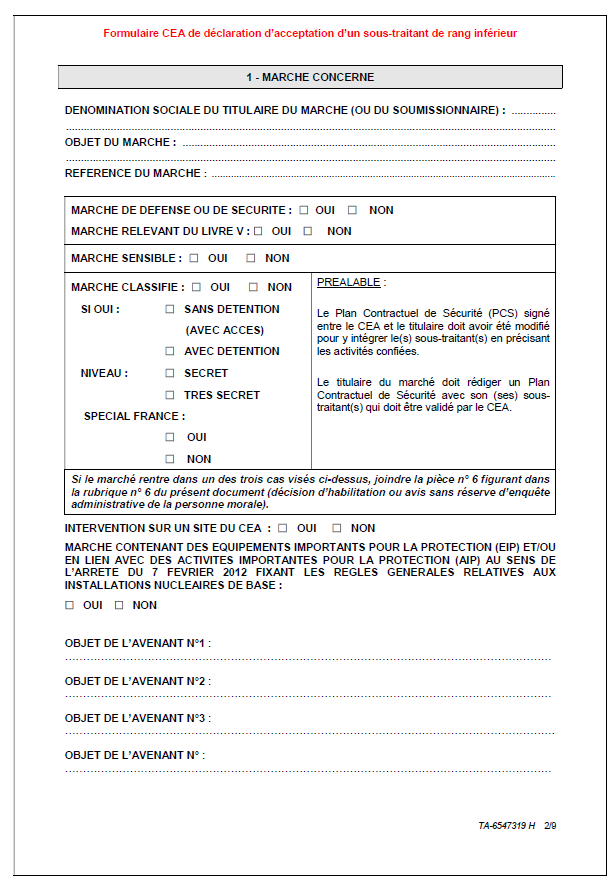 Formulaire CEA de déclaration d'acceptation d'un sous-traitant de rang inférieur
1 - MARCHE CONCERNE
DENOMINATION SOCIALE DU TITULAIRE DU MARCHE (OU DU SOUMISSIONNAIRE) : ...............
........................................................................................................................
OBJET DU MARCHE : ........................................................................................................................
........................................................................................................................
REFERENCE DU MARCHE : ........................................................................................................................
MARCHE DE DEFENSE OU DE SECURITE : ☐ OUI ☐ NON
MARCHE RELEVANT DU LIVRE V : ☐ OUI ☐ NON
MARCHE SENSIBLE : ☐ OUI ☐ NON
MARCHE CLASSIFIE : ☐ OUI ☐ NON
SI OUI : ☐ SANS DETENTION
(AVEC ACCES)
☐ AVEC DETENTION
NIVEAU : ☐ SECRET
☐ TRES SECRET
SPECIAL FRANCE :
☐ OUI
☐ NON
PREALABLE :
Le Plan Contractuel de Sécurité (PCS) signé
entre le CEA et le titulaire doit avoir été modifié
pour y intégrer le(s) sous-traitant(s) en précisant
les activités confiées.
Le titulaire du marché doit rédiger un Plan
Contractuel de Sécurité avec son (ses) sous-
traitant(s) qui doit être validé par le CEA.
Si le marché rentre dans un des trois cas visés ci-dessus, joindre la pièce n° 6 figurant dans
la rubrique n° 6 du présent document (décision d'habilitation ou avis sans réserve d'enquête
administrative de la personne morale).
INTERVENTION SUR UN SITE DU CEA : ☐ OUI ☐ NON
MARCHE CONTENANT DES EQUIPEMENTS IMPORTANTS POUR LA PROTECTION (EIP) ET/OU
EN LIEN AVEC DES ACTIVITES IMPORTANTES POUR LA PROTECTION (AIP) AU SENS DE
L'ARRETE DU 7 FEVRIER 2012 FIXANT LES REGLES GENERALES RELATIVES AUX
INSTALLATIONS NUCLEAIRES DE BASE :
☐ OUI ☐ NON
OBJET DE L'AVENANT N°1 :
........................................................................................................................
OBJET DE L'AVENANT N°2 :
........................................................................................................................
OBJET DE L'AVENANT N°3 :
........................................................................................................................
OBJET DE L'AVENANT N° :
........................................................................................................................
TA-6547319 H 2/9